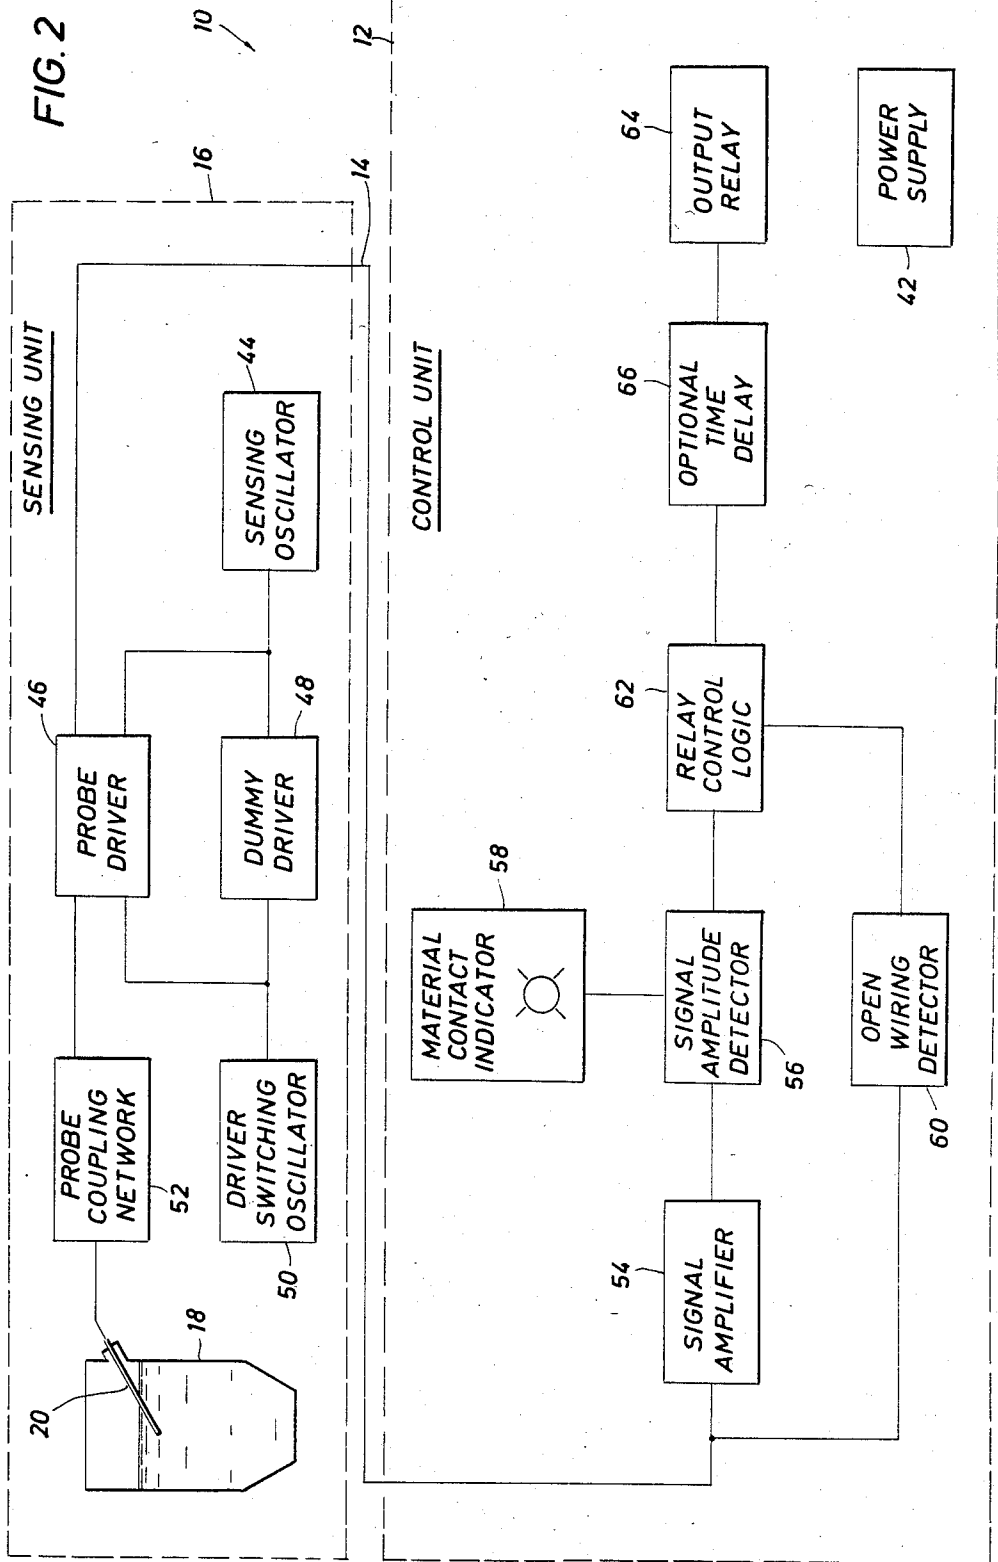 FIG. 2
10
SENSING UNIT
16
20
18
PROBE
COUPLING
NETWORK
52
PROBE
DRIVER
46
DRIVER
SWITCHING
OSCILLATOR
50
DUMMY
DRIVER
48
SENSING
OSCILLATOR
44
14
12
CONTROL UNIT
MATERIAL
CONTACT
INDICATOR
58
SIGNAL
AMPLIFIER
54
SIGNAL
AMPLITUDE
DETECTOR
56
RELAY
CONTROL
LOGIC
62
OPTIONAL
TIME
DELAY
66
OUTPUT
RELAY
64
OPEN
WIRING
DETECTOR
60
POWER
SUPPLY
42